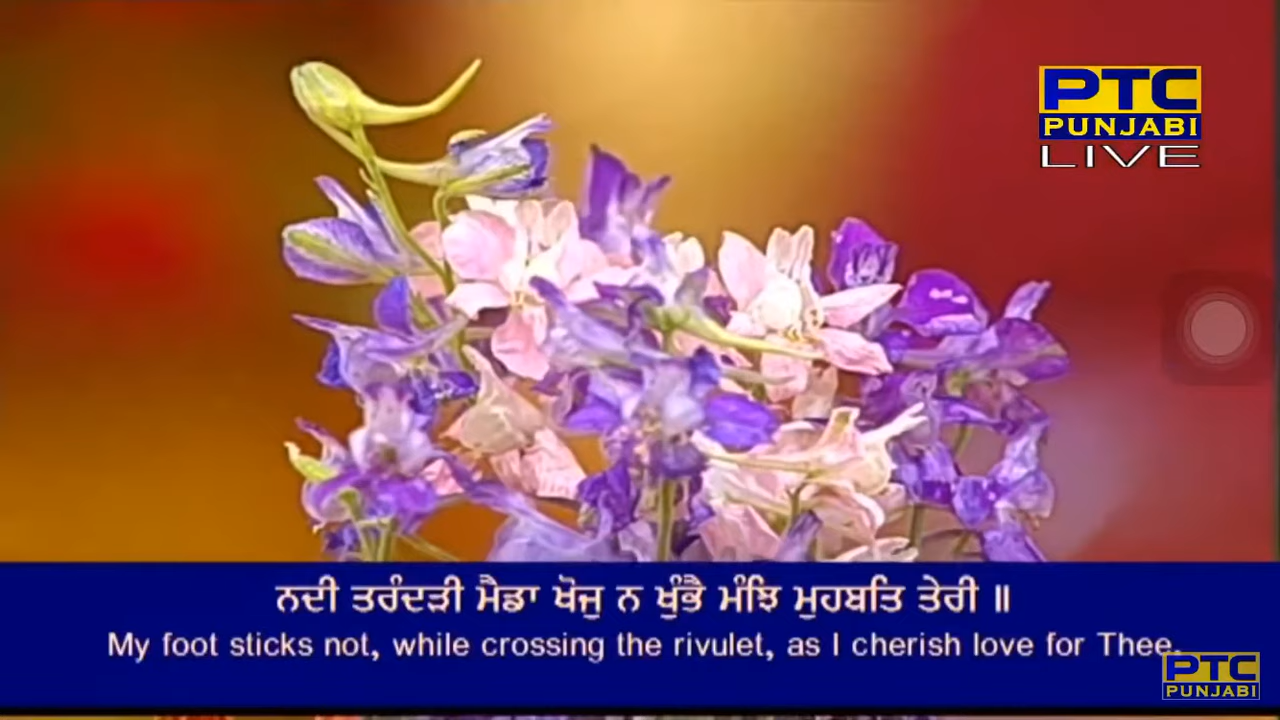 PTC
PUNJABI
LIVE
ਨਦੀ ਤਰੰਦੜੀ ਮੈਡਾ ਖੋਜੁ ਨ ਖੁੰਭੈ ਮੰਝਿ ਮੁਹਬਤਿ ਤੇਰੀ ॥
My foot sticks not, while crossing the rivulet, as I cherish love for Thee.
PTC
PUNJABI